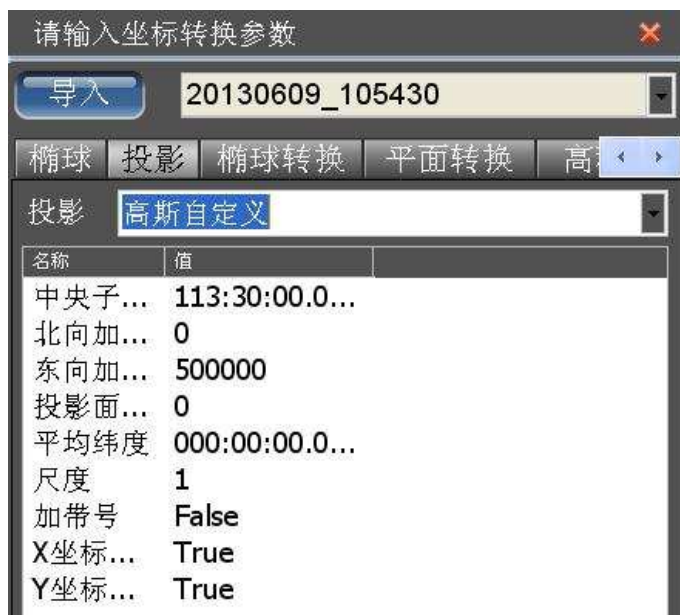 请输入坐标转换参数
导入 20130609_105430
椭球 投影 椭球转换 平面转换 高
投影 高斯自定义
名称 值
中央子... 113:30:00.0...
北向加... 0
东向加... 500000
投影面... 0
平均纬度 000:00:00.0...
尺度 1
加带号 False
X坐标... True
Y坐标... True